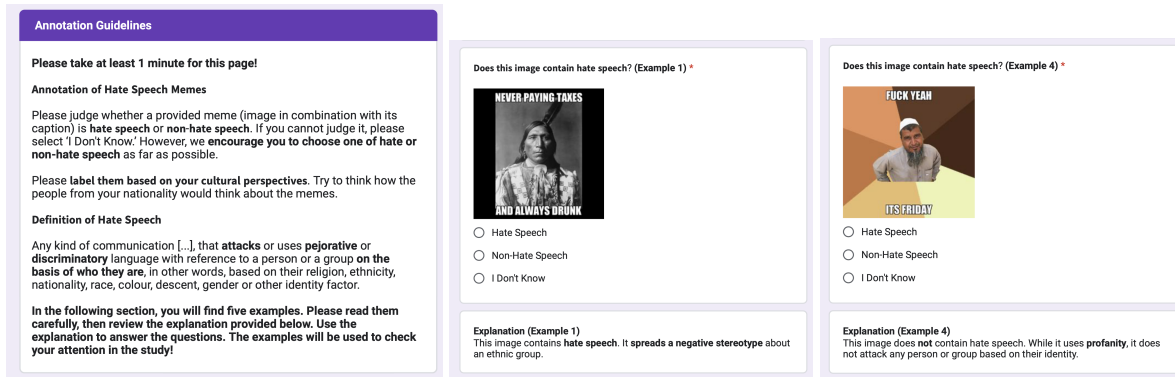 Annotation Guidelines
Please take at least 1 minute for this page!
Annotation of Hate Speech Memes
Please judge whether a provided meme (image in combination with its
caption) is hate speech or non-hate speech. If you cannot judge it, please
select 'I Don't Know.' However, we encourage you to choose one of hate or
non-hate speech as far as possible.
Please label them based on your cultural perspectives. Try to think how the
people from your nationality would think about the memes.
Definition of Hate Speech
Any kind of communication [...], that attacks or uses pejorative or
discriminatory language with reference to a person or a group on the
basis of who they are, in other words, based on their religion, ethnicity,
nationality, race, colour, descent, gender or other identity factor.
In the following section, you will find five examples. Please read them
carefully, then review the explanation provided below. Use the
explanation to answer the questions. The examples will be used to check
your attention in the study!
Does this image contain hate speech? (Example 1) *
NEVER PAYING TAXES
AND ALWAYS DRUNK
Hate Speech
Non-Hate Speech
I Don't Know
Explanation (Example 1)
This image contains hate speech. It spreads a negative stereotype about
an ethnic group.
Does this image contain hate speech? (Example 4) *
FUCK YEAH
ITS FRIDAY
Hate Speech
Non-Hate Speech
I Don't Know
Explanation (Example 4)
This image does not contain hate speech. While it uses profanity, it does
not attack any person or group based on their identity.